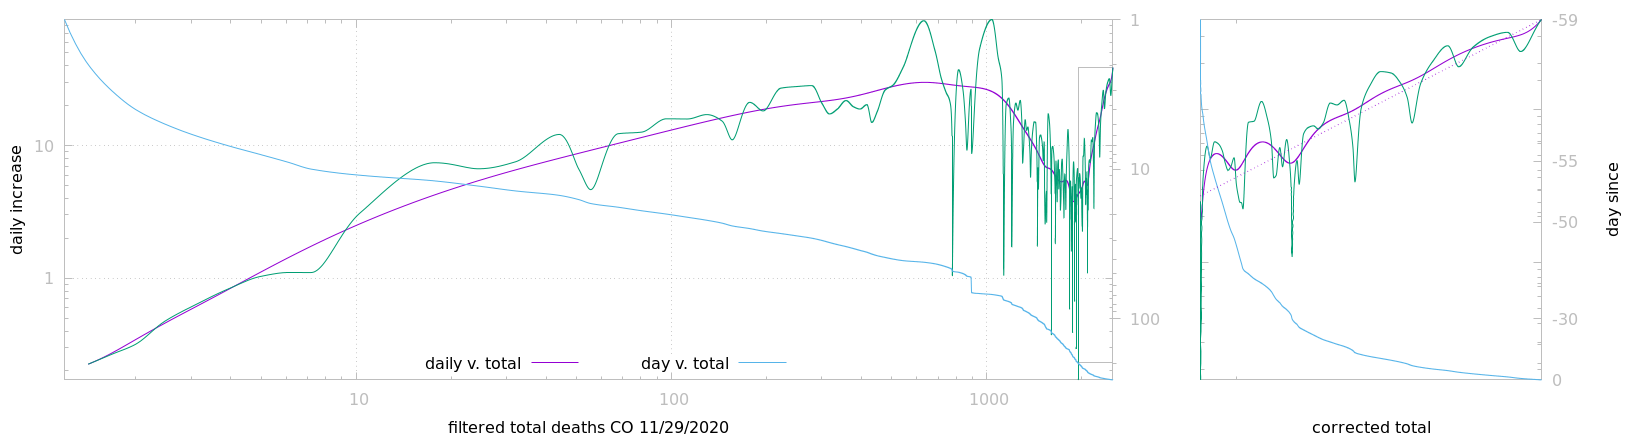 daily increase
10
1
daily v. total
day v. total
10
100
1000
filtered total deaths CO 11/29/2020
1
10
100
-59
-55
-50
-30
0
day since
corrected total